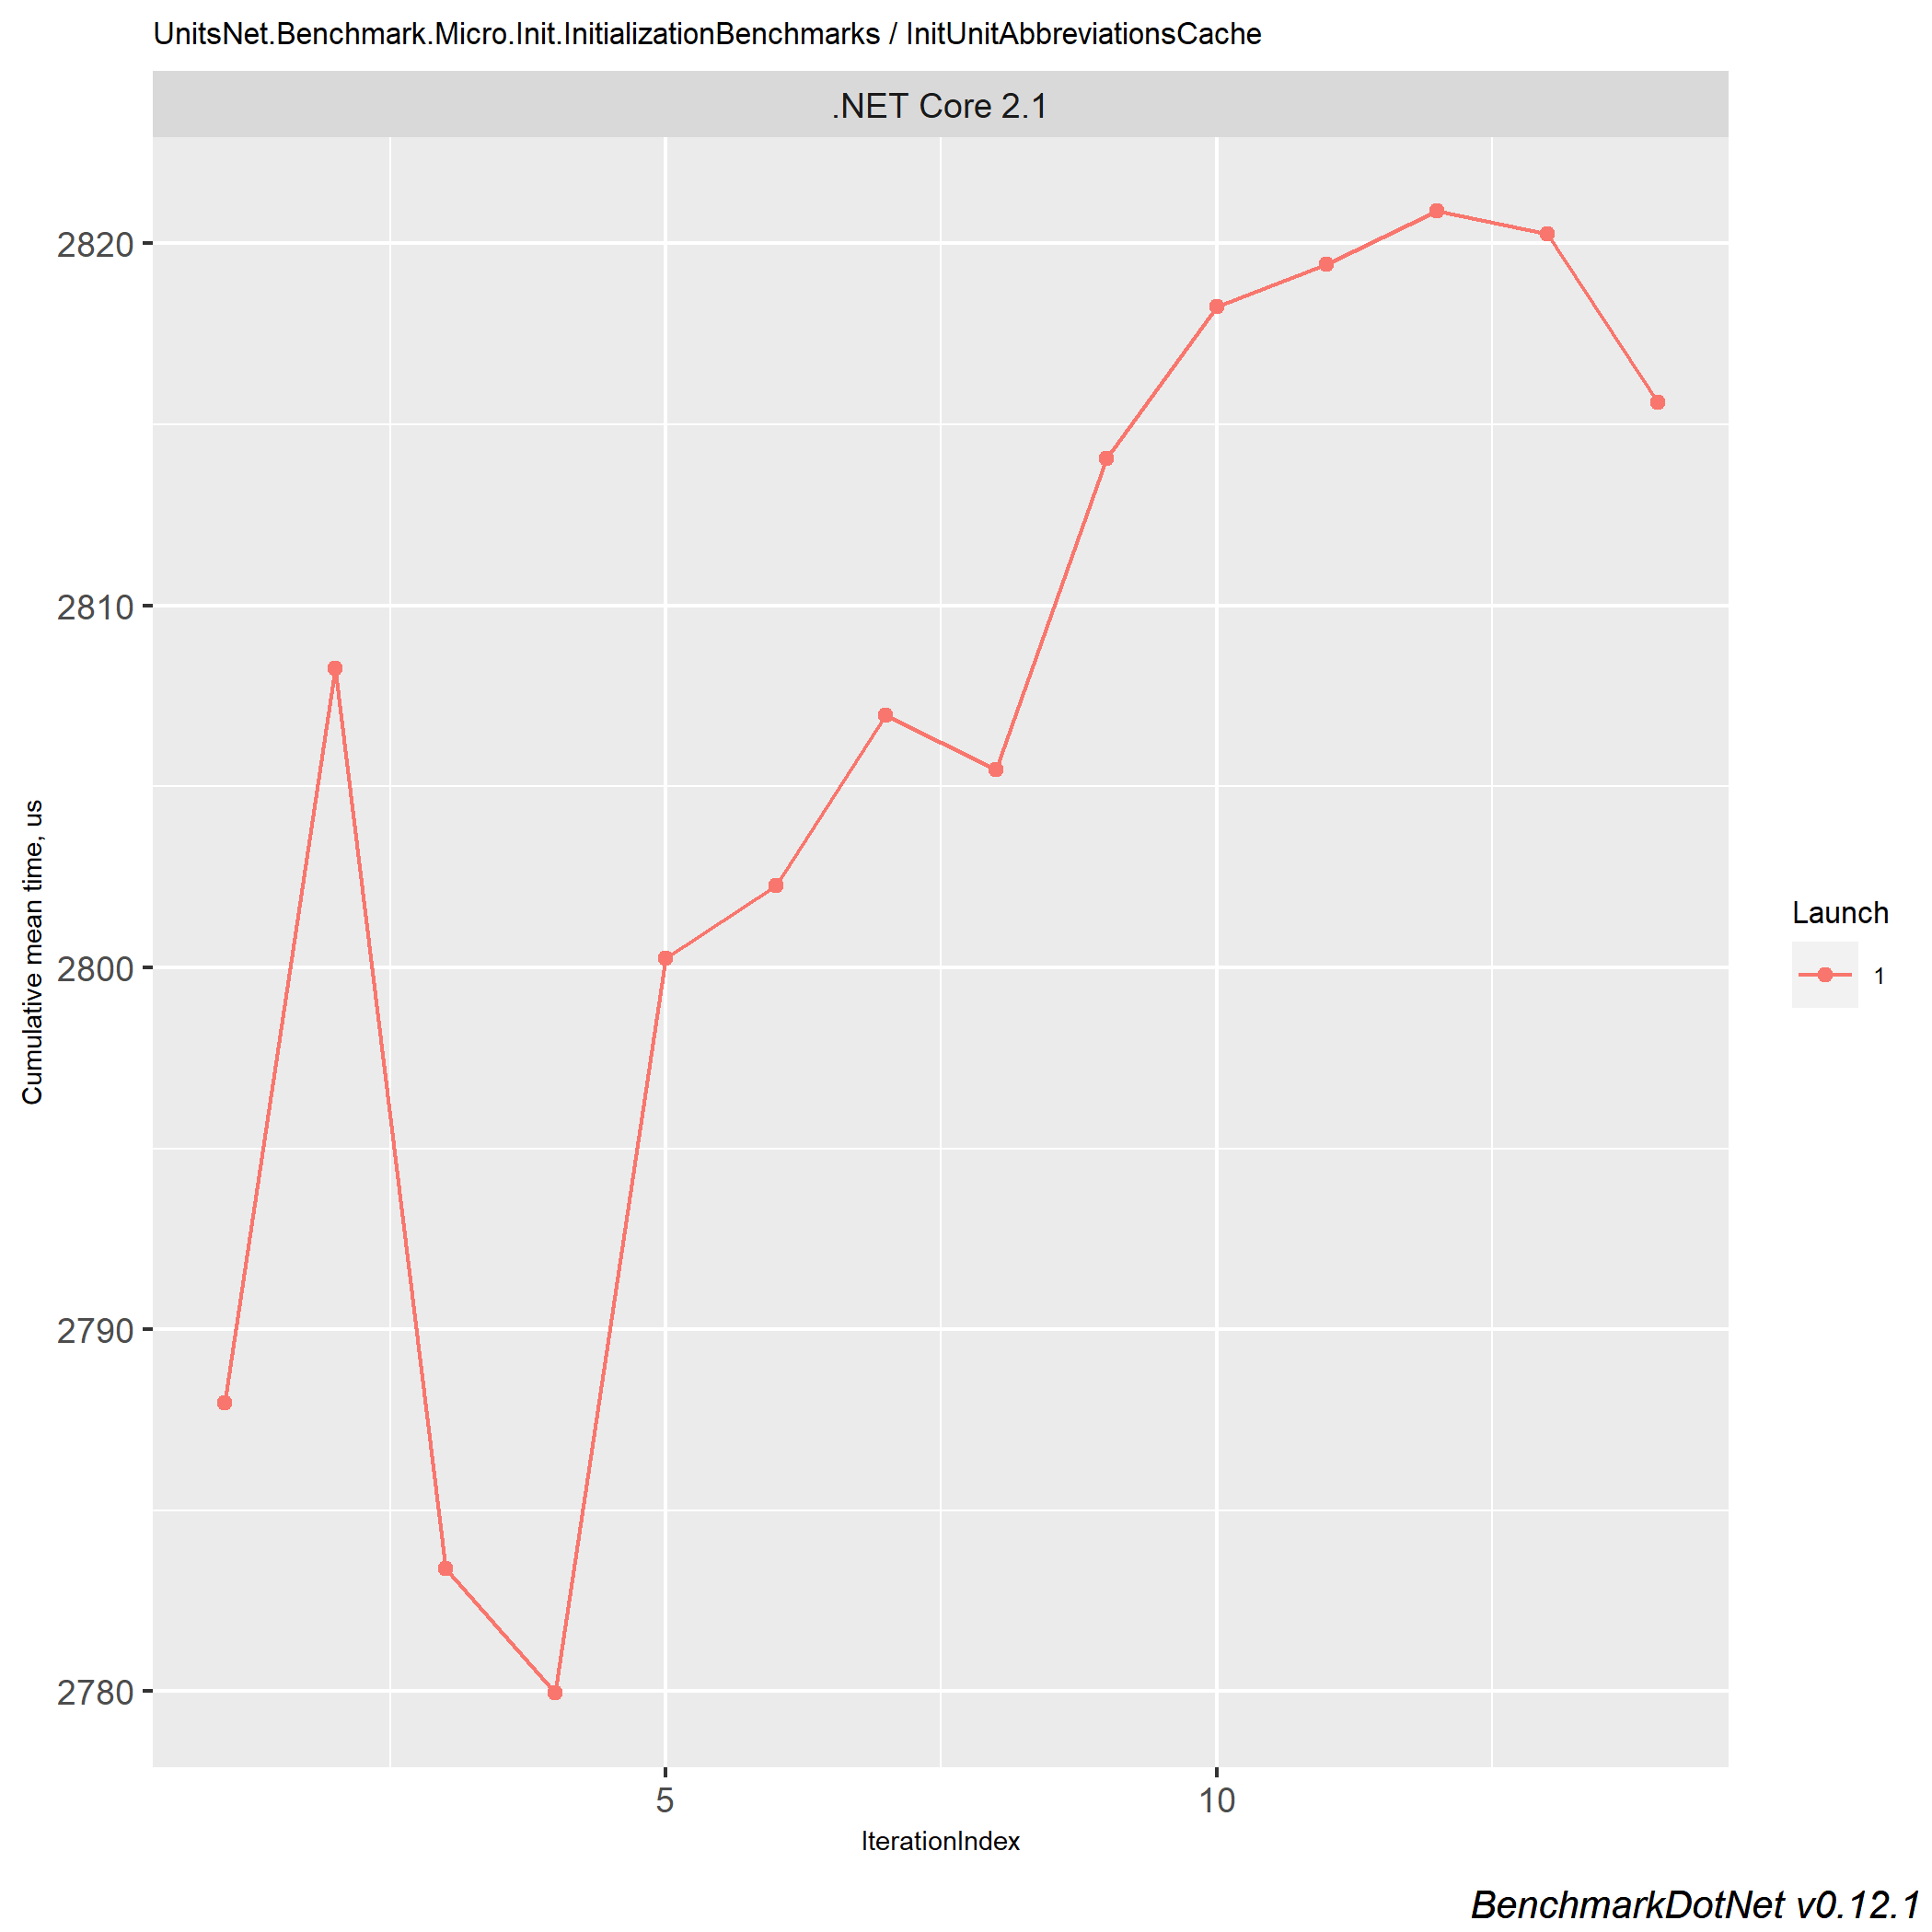 UnitsNet.Benchmark.Micro.Init.InitializationBenchmarks / InitUnitAbbreviationsCache
.NET Core 2.1
2820
2810
2800
2790
2780
Cumulative mean time, us
5
10
IterationIndex
Launch
1
BenchmarkDotNet v0.12.1